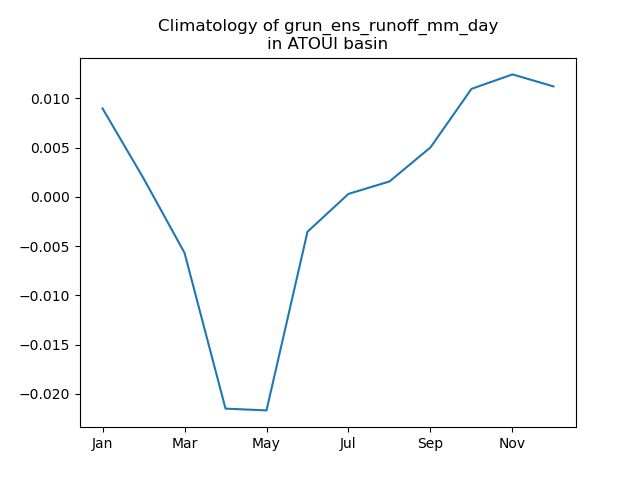 Climatology of grun_ens_runoff_mm_day
in ATOUI basin
0.010
0.005
0.000
−0.005
−0.010
−0.015
−0.020
Jan Mar May Jul Sep Nov